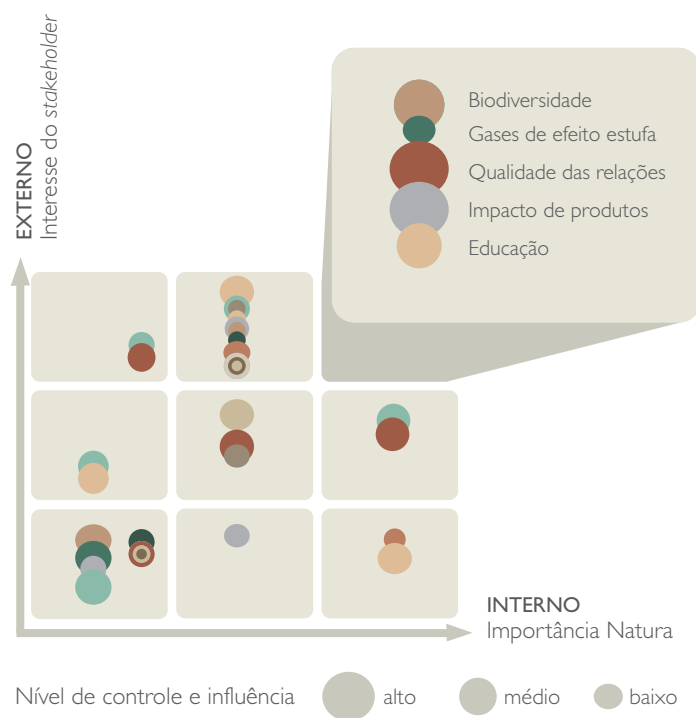 EXTERNO
Interesse do stakeholder
Biodiversidade
Gases de efeito estufa
Qualidade das relações
Impacto de produtos
Educação
INTERNO
Importância Natura
Nível de controle e influência
alto
médio
baixo